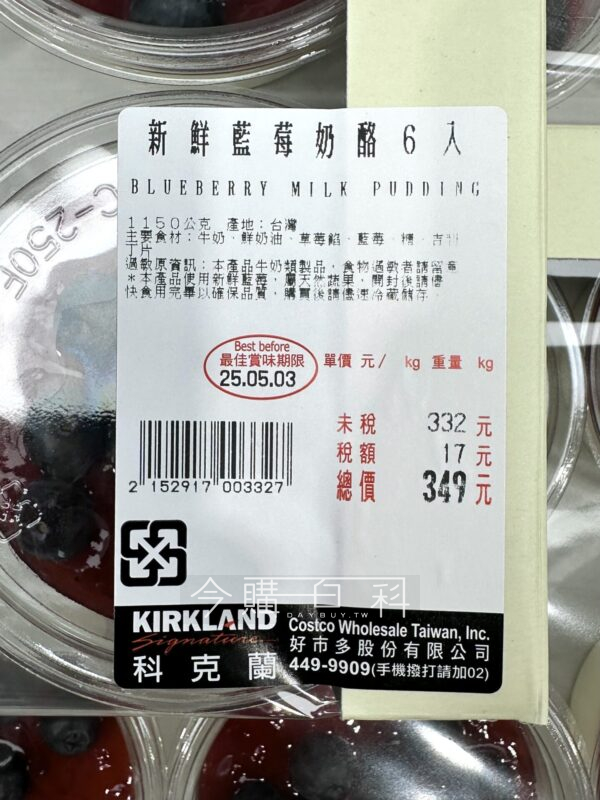 新鮮藍莓奶酪6入
BLUEBERRY MILK PUDDING
1150公克 產地:台灣
主要食材:牛奶、鮮奶油、草莓餡、藍莓、糖、吉利
丁片
過敏原資訊:本產品牛奶類製品,食物過敏者請留意
*本產品使用新鮮藍莓,屬天然蔬果,開封後請儘
快食用完畢以確保品質,購買後請儘速冷藏儲存
Best before
最佳賞味期限
25.05.03
單價 元/ kg 重量 kg
未稅 332 元
稅額 17 元
總價 349 元
2 152917 003327
今購百科
DAYBUY.TW
KIRKLAND
Signature
科克蘭
Costco Wholesale Taiwan, Inc.
好市多股份有限公司
449-9909(手機撥打請加02)
C-250F